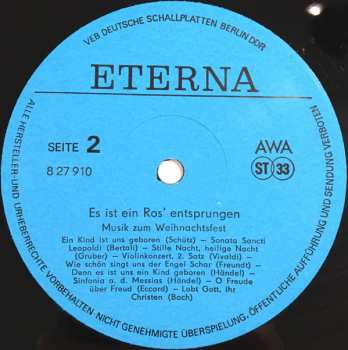 VEB DEUTSCHE SCHALLPLATTEN BERLIN DDR
ETERNA
SEITE 2
8 27 910
AWA
ST 33
Es ist ein Ros' entsprungen
Musik zum Weihnachtsfest
Ein Kind ist uns geboren (Schütz) – Sonata Sancti
Leopoldi (Bertali) – Stille Nacht, heilige Nacht
(Gruber) – Violinkonzert, 2. Satz (Vivaldi) –
Wie schön singt uns der Engel Schar (Freundt) –
Denn es ist uns ein Kind geboren (Händel) –
Sinfonia a. d. Messias (Händel) – O Freude
über Freud (Eccard) – Lobt Gott, ihr
Christen (Bach)
ALLE HERSTELLER- UND URHEBERRECHTE VORBEHALTEN · NICHT GENEHMIGTE ÜBERSPIELUNG, ÖFFENTLICHE AUFFÜHRUNG UND SENDUNG VERBOTEN